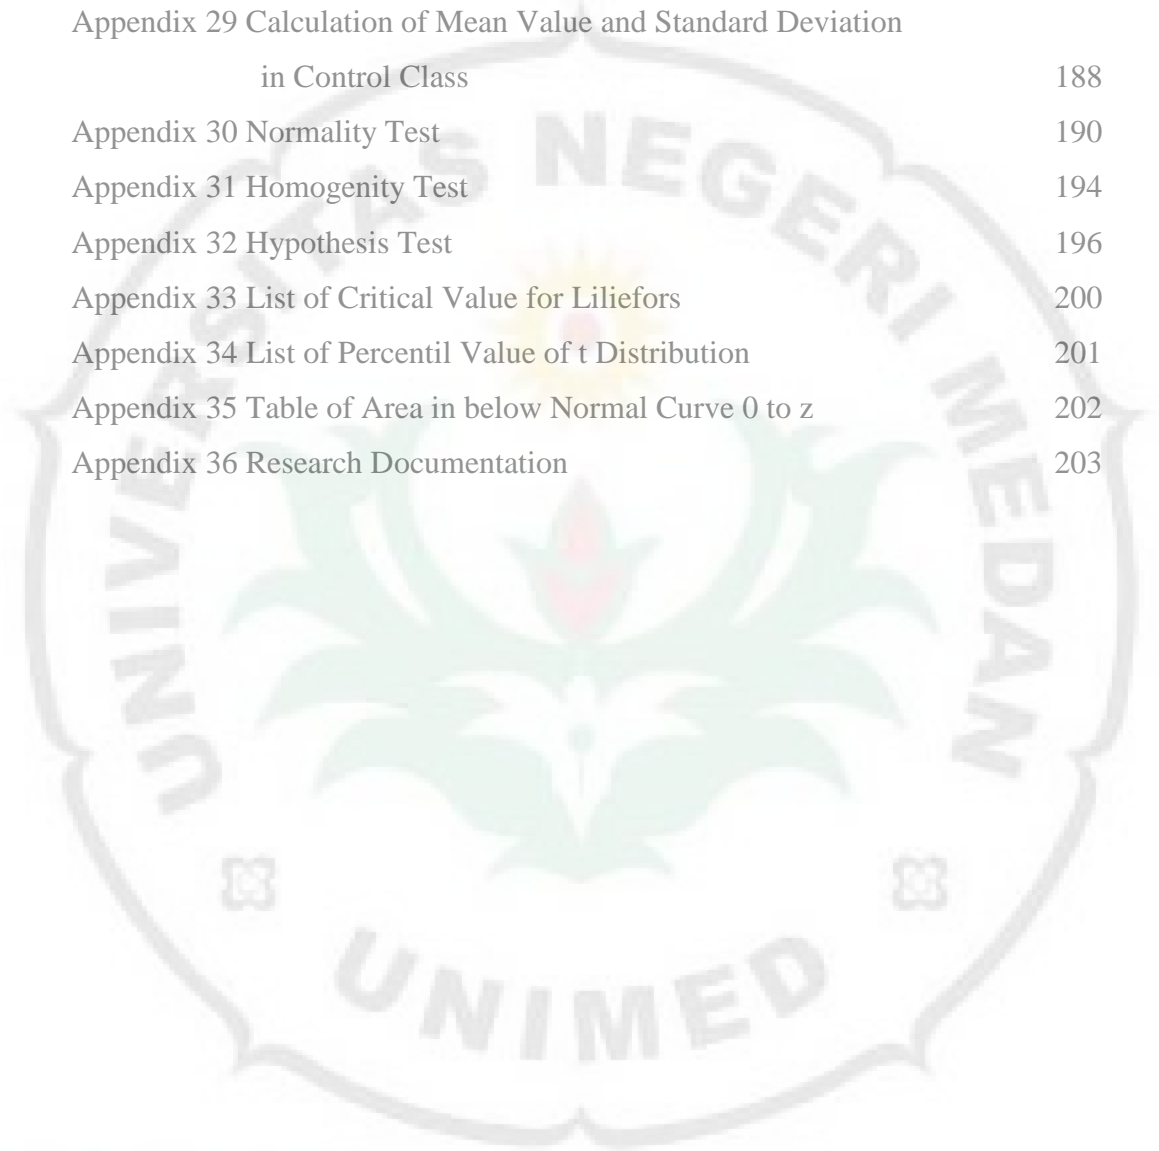 Appendix 29 Calculation of Mean Value and Standard Deviation
in Control Class 188
Appendix 30 Normality Test 190
Appendix 31 Homogenity Test 194
Appendix 32 Hypothesis Test 196
Appendix 33 List of Critical Value for Liliefors 200
Appendix 34 List of Percentil Value of t Distribution 201
Appendix 35 Table of Area in below Normal Curve 0 to z 202
Appendix 36 Research Documentation 203
UNIVERSITAS NEGERI MEDAN
UNIMED